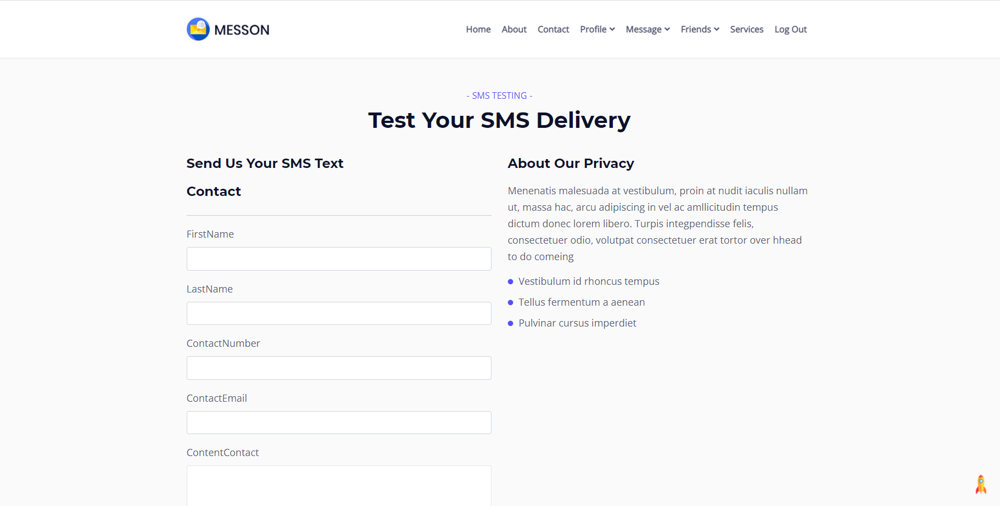 MESSON
Home About Contact Profile Message Friends Services Log Out
- SMS TESTING -
Test Your SMS Delivery
Send Us Your SMS Text
Contact
FirstName
LastName
ContactNumber
ContactEmail
ContentContact
About Our Privacy
Menenatis malesuada at vestibulum, proin at nudit iaculis nullam
ut, massa hac, arcu adipiscing in vel ac amllicitudin tempus
dictum donec lorem libero. Turpis integpendisse felis,
consectetuer odio, volutpat consectetuer erat tortor over hhead
to do comeing
Vestibulum id rhoncus tempus
Tellus fermentum a aenean
Pulvinar cursus imperdiet